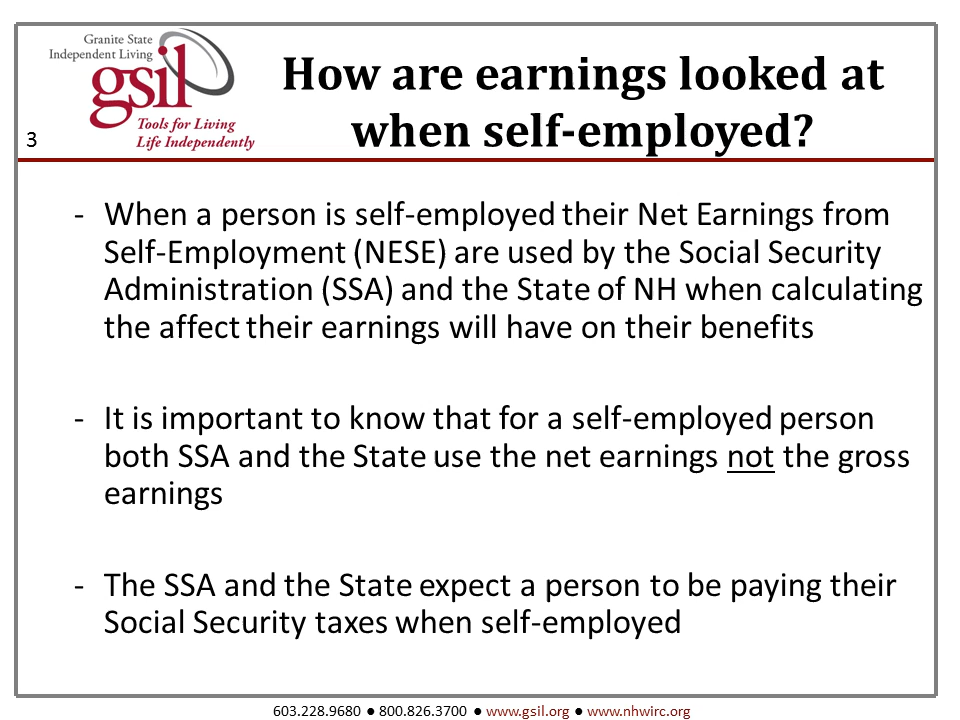 Granite State
Independent Living
gsil
Tools for Living
Life Independently
How are earnings looked at
when self-employed?
3
- When a person is self-employed their Net Earnings from
Self-Employment (NESE) are used by the Social Security
Administration (SSA) and the State of NH when calculating
the affect their earnings will have on their benefits
- It is important to know that for a self-employed person
both SSA and the State use the net earnings not the gross
earnings
- The SSA and the State expect a person to be paying their
Social Security taxes when self-employed
603.228.9680 ● 800.826.3700 ● www.gsil.org ● www.nhwirc.org